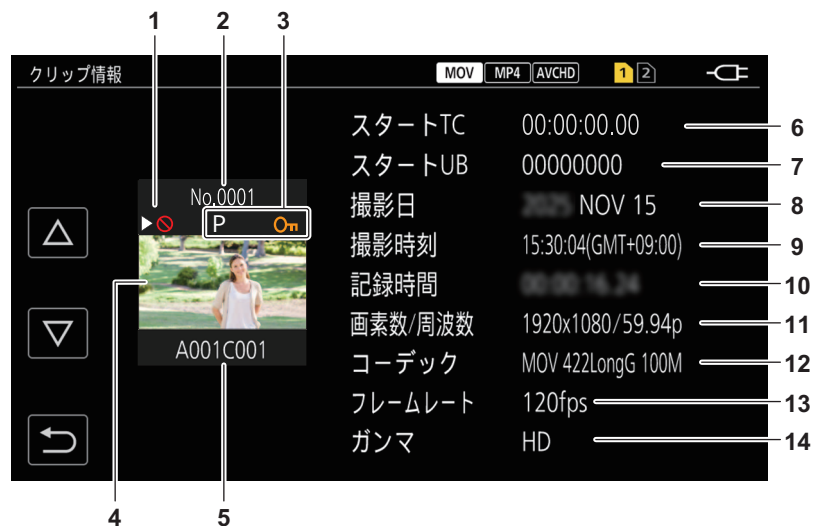 1 2 3
クリップ情報 MOV MP4 AVCHD 1 2
スタートTC 00:00:00.00 6
スタートUB 00000000 7
No.0001
P
撮影日 NOV 15 8
撮影時刻 15:30:04(GMT+09:00) 9
記録時間 10
画素数/周波数 1920x1080/59.94p 11
A001C001
コーデック MOV 422LongG 100M 12
フレームレート 120fps 13
ガンマ HD 14
4 5